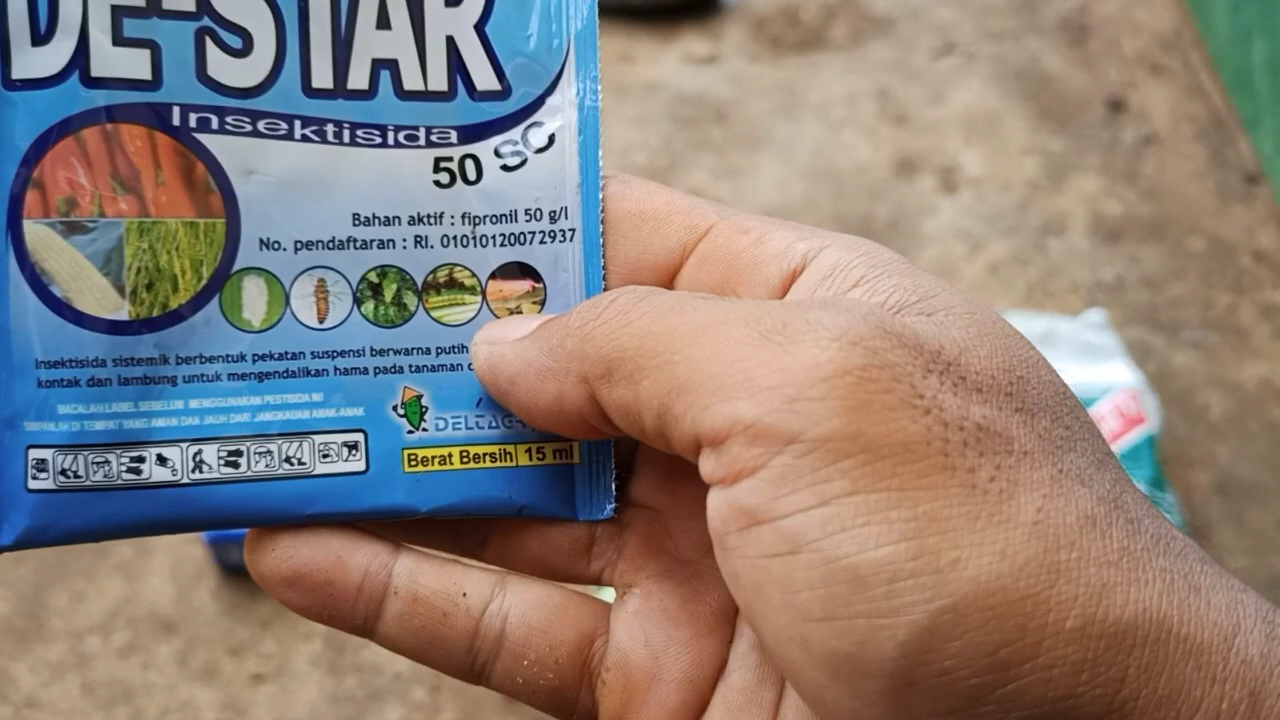 DE-STAR
Insektisida
50 SC
Bahan aktif : fipronil 50 g/l
No. pendaftaran : RI. 01010120072937
Insektisida sistemik berbentuk pekatan suspensi berwarna putih
kontak dan lambung untuk mengendalikan hama pada tanaman
BACALAH LABEL SEBELUM MENGGUNAKAN PESTISIDA INI
SIMPANLAH DI TEMPAT YANG AMAN DAN JAUH DARI JANGKAUAN ANAK-ANAK
DELTAG
Berat Bersih 15 ml